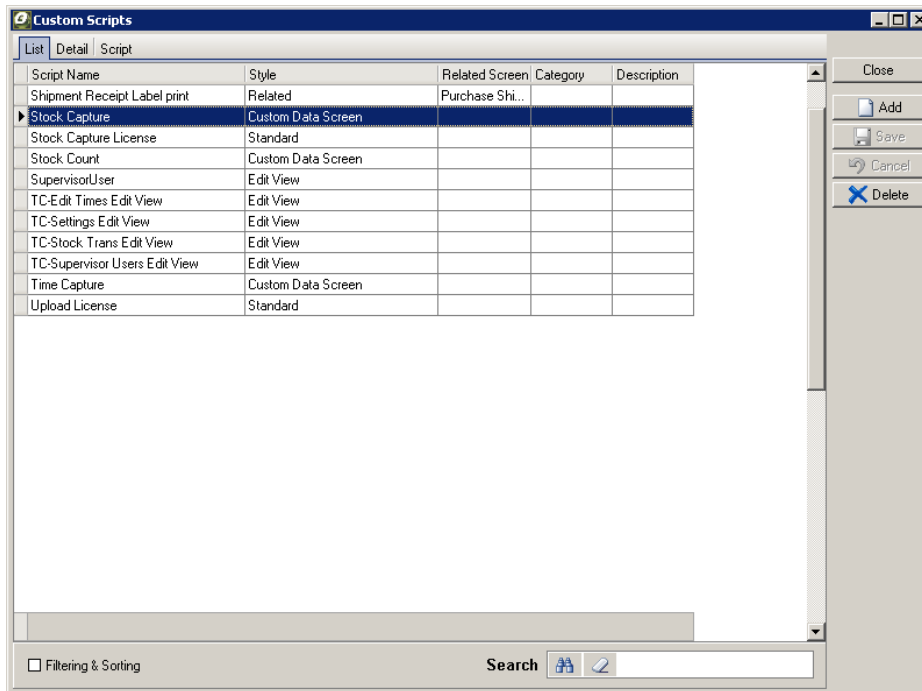 Custom Scripts
List Detail Script
Script Name Style Related Screen Category Description
Shipment Receipt Label print Related Purchase Shi...
Stock Capture Custom Data Screen
Stock Capture License Standard
Stock Count Custom Data Screen
SupervisorUser Edit View
TC-Edit Times Edit View Edit View
TC-Settings Edit View Edit View
TC-Stock Trans Edit View Edit View
TC-Supervisor Users Edit View Edit View
Time Capture Custom Data Screen
Upload License Standard
Close
Add
Save
Cancel
Delete
Filtering & Sorting Search